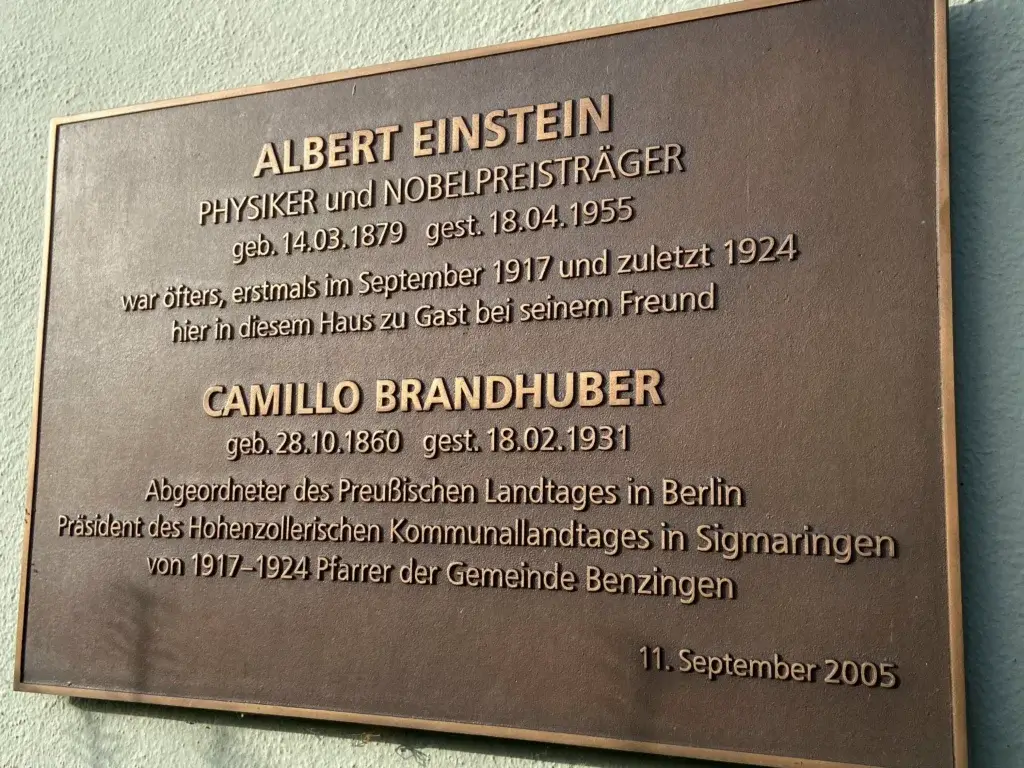 ALBERT EINSTEIN
PHYSIKER und NOBELPREISTRÄGER
geb. 14.03.1879 gest. 18.04.1955
war öfters, erstmals im September 1917 und zuletzt 1924
hier in diesem Haus zu Gast bei seinem Freund
CAMILLO BRANDHUBER
geb. 28.10.1860 gest. 18.02.1931
Abgeordneter des Preußischen Landtages in Berlin
Präsident des Hohenzollerischen Kommunallandtages in Sigmaringen
von 1917–1924 Pfarrer der Gemeinde Benzingen
11. September 2005